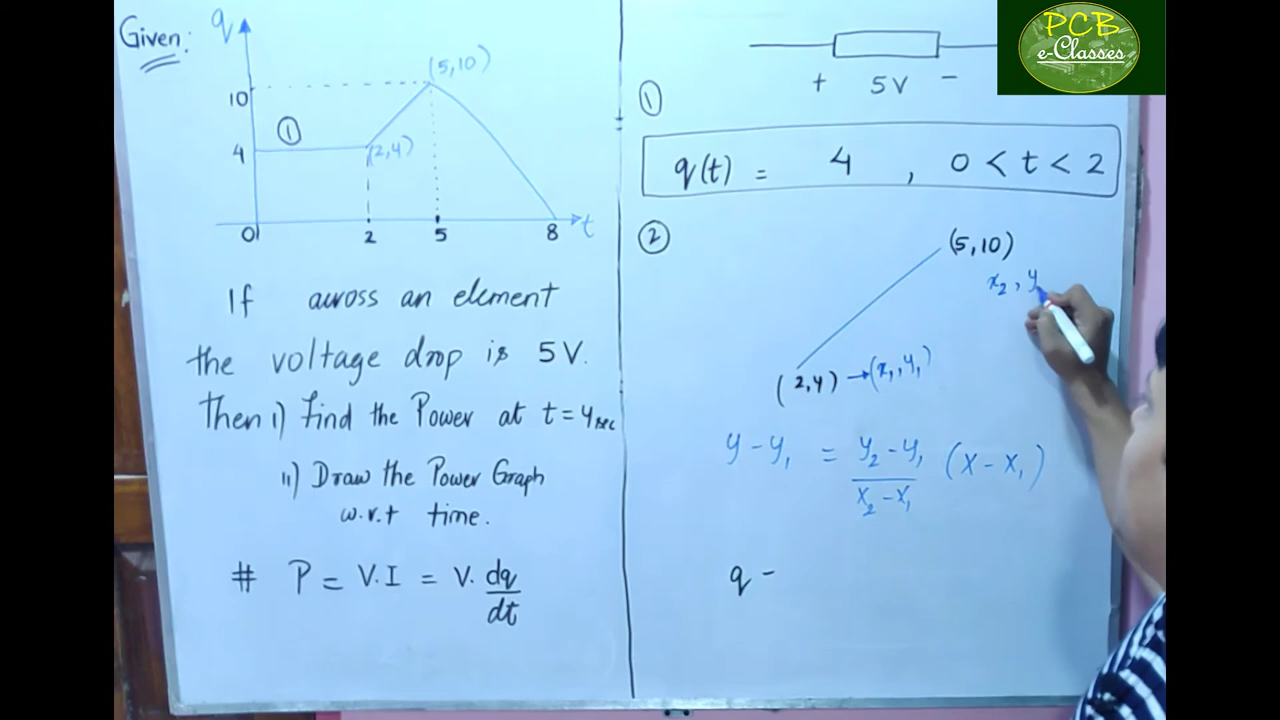 Given:
q
(5,10)
10
①
4
(2,4)
0 2 5 8 t
If across an element
the voltage drop is 5V.
Then i) Find the Power at t=4sec
ii) Draw the Power Graph
w.r.t time.
# P = V.I = V. dq/dt
PCB
e-Classes
+ 5V -
①
q(t) = 4 , 0 < t < 2
②
(5,10)
x₂, y
(2,4) → (x₁, y₁)
y - y₁ = y₂ - y₁ / x₂ - x₁ (x - x₁)
q -